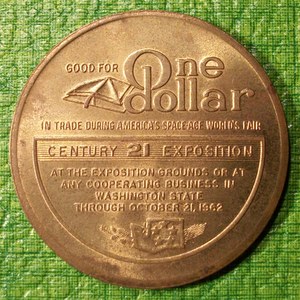 GOOD FOR One
dollar
IN TRADE DURING AMERICA'S SPACE AGE WORLD'S FAIR
CENTURY 21 EXPOSITION
AT THE EXPOSITION GROUNDS OR AT
ANY COOPERATING BUSINESS IN
WASHINGTON STATE
THROUGH OCTOBER 21, 1962